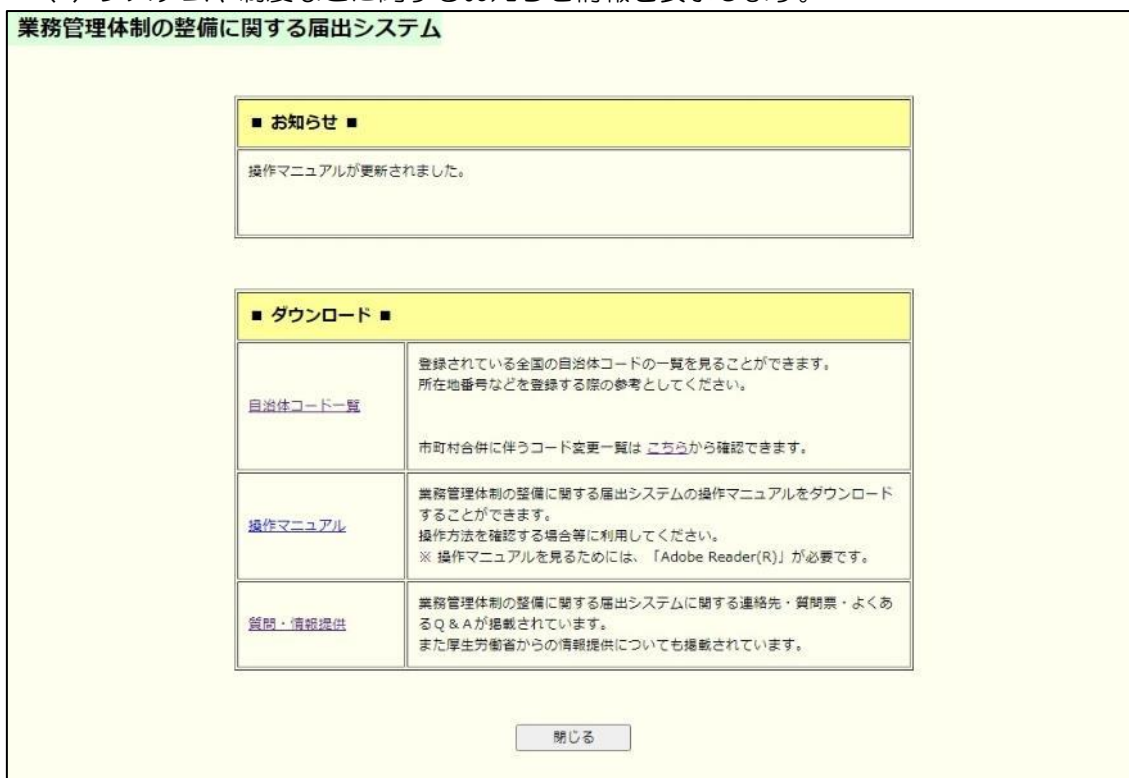 業務管理体制の整備に関する届出システム
■ お知らせ ■
操作マニュアルが更新されました。
■ ダウンロード ■
自治体コード一覧
登録されている全国の自治体コードの一覧を見ることができます。
所在地番号などを登録する際の参考としてください。
市町村合併に伴うコード変更一覧は こちらから確認できます。
操作マニュアル
業務管理体制の整備に関する届出システムの操作マニュアルをダウンロード
することができます。
操作方法を確認する場合等に利用してください。
※ 操作マニュアルを見るためには、「Adobe Reader(R)」が必要です。
質問・情報提供
業務管理体制の整備に関する届出システムに関する連絡先・質問票・よくあ
るQ&Aが掲載されています。
また厚生労働省からの情報提供についても掲載されています。
閉じる